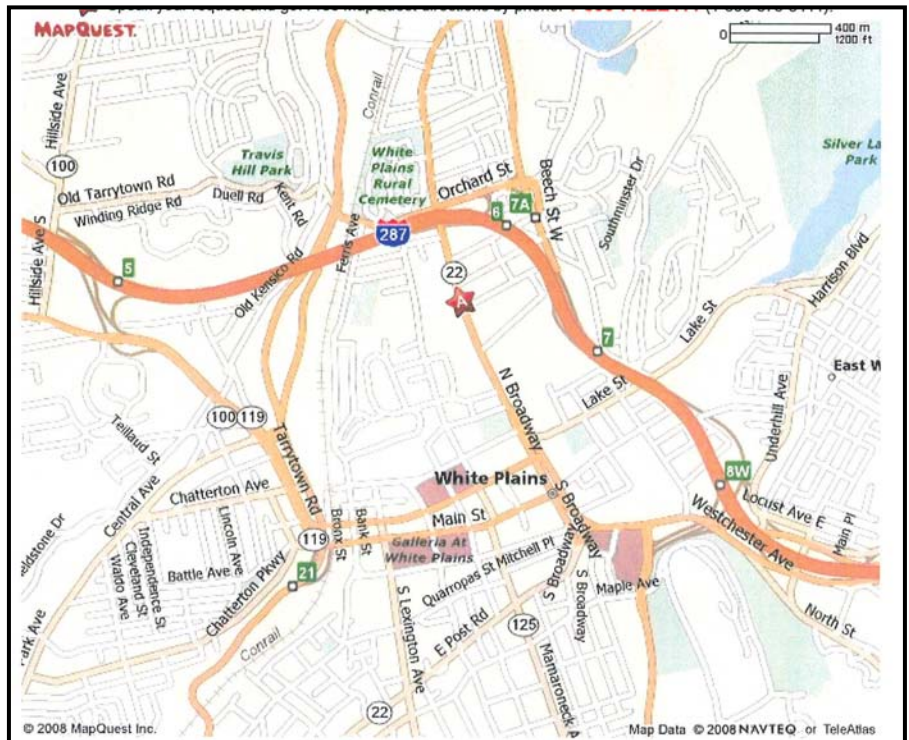 MAPQUEST.
0
400 m
1200 ft
Hillside Ave
100
Conrail
Travis
Hill Park
White
Plains
Rural
Cemetery
Orchard St
Beech St W
Southminster Dr
Silver La
Park
Old Tarrytown Rd
Duell Rd
Kent Rd
Winding Ridge Rd
7A
6
287
Ferris Ave
Hillside Ave S
5
Old Kensico Rd
22
A
Harrison Blvd
Lake St
7
East W
N Broadway
Lake St
Underhill Ave
100
119
Teillaud St
Tarrytown Rd
Central Ave
Chatterton Ave
White Plains
8W
Locust Ave E
Main Pl
Westchester Ave
S Broadway
Main St
Bronx St
Bank St
119
Galleria At
White Plains
Lincoln Ave
Independence St
Cleveland St
Waldo Ave
Battle Ave
Chatterton Pkwy
21
Quarropas St
Mitchell Pl
S Broadway
S Broadway
Maple Ave
North St
eldstone Dr
Park Ave
S Lexington Ave
E Post Rd
125
Mamaroneck A
Conrail
22
© 2008 MapQuest Inc.
Map Data © 2008 NAVTEQ or TeleAtlas